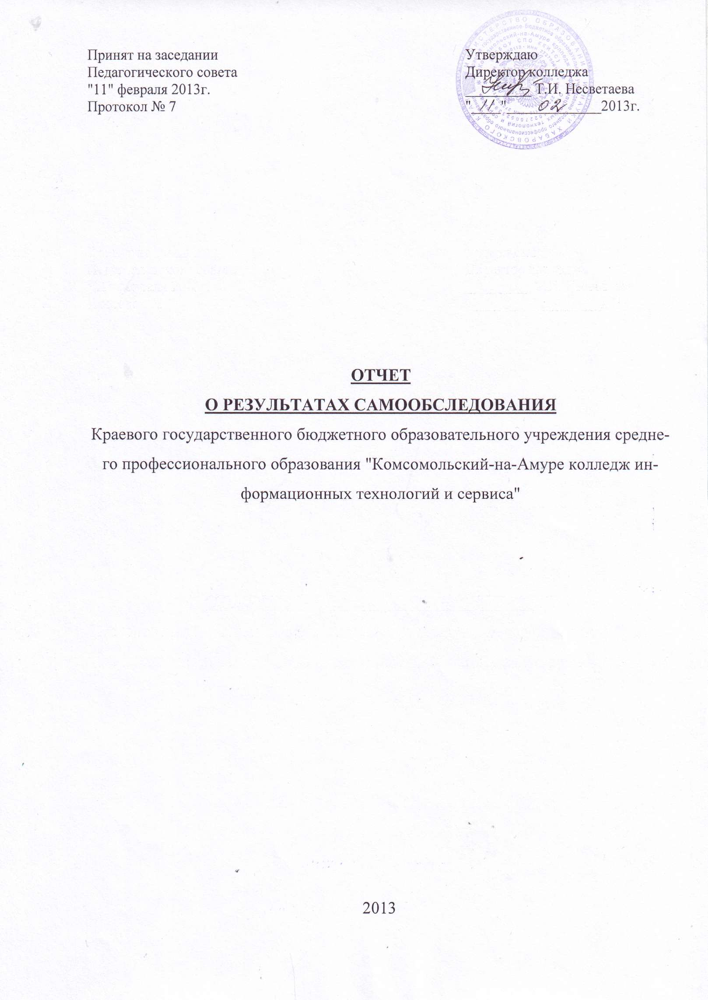 Принят на заседании
Педагогического совета
"11" февраля 2013г.
Протокол № 7
Утверждаю
Директор колледжа
Т.И. Несветаева
"11" 02 2013г.
ОТЧЕТ
О РЕЗУЛЬТАТАХ САМООБСЛЕДОВАНИЯ
Краевого государственного бюджетного образовательного учреждения средне-
го профессионального образования "Комсомольский-на-Амуре колледж ин-
формационных технологий и сервиса"
2013